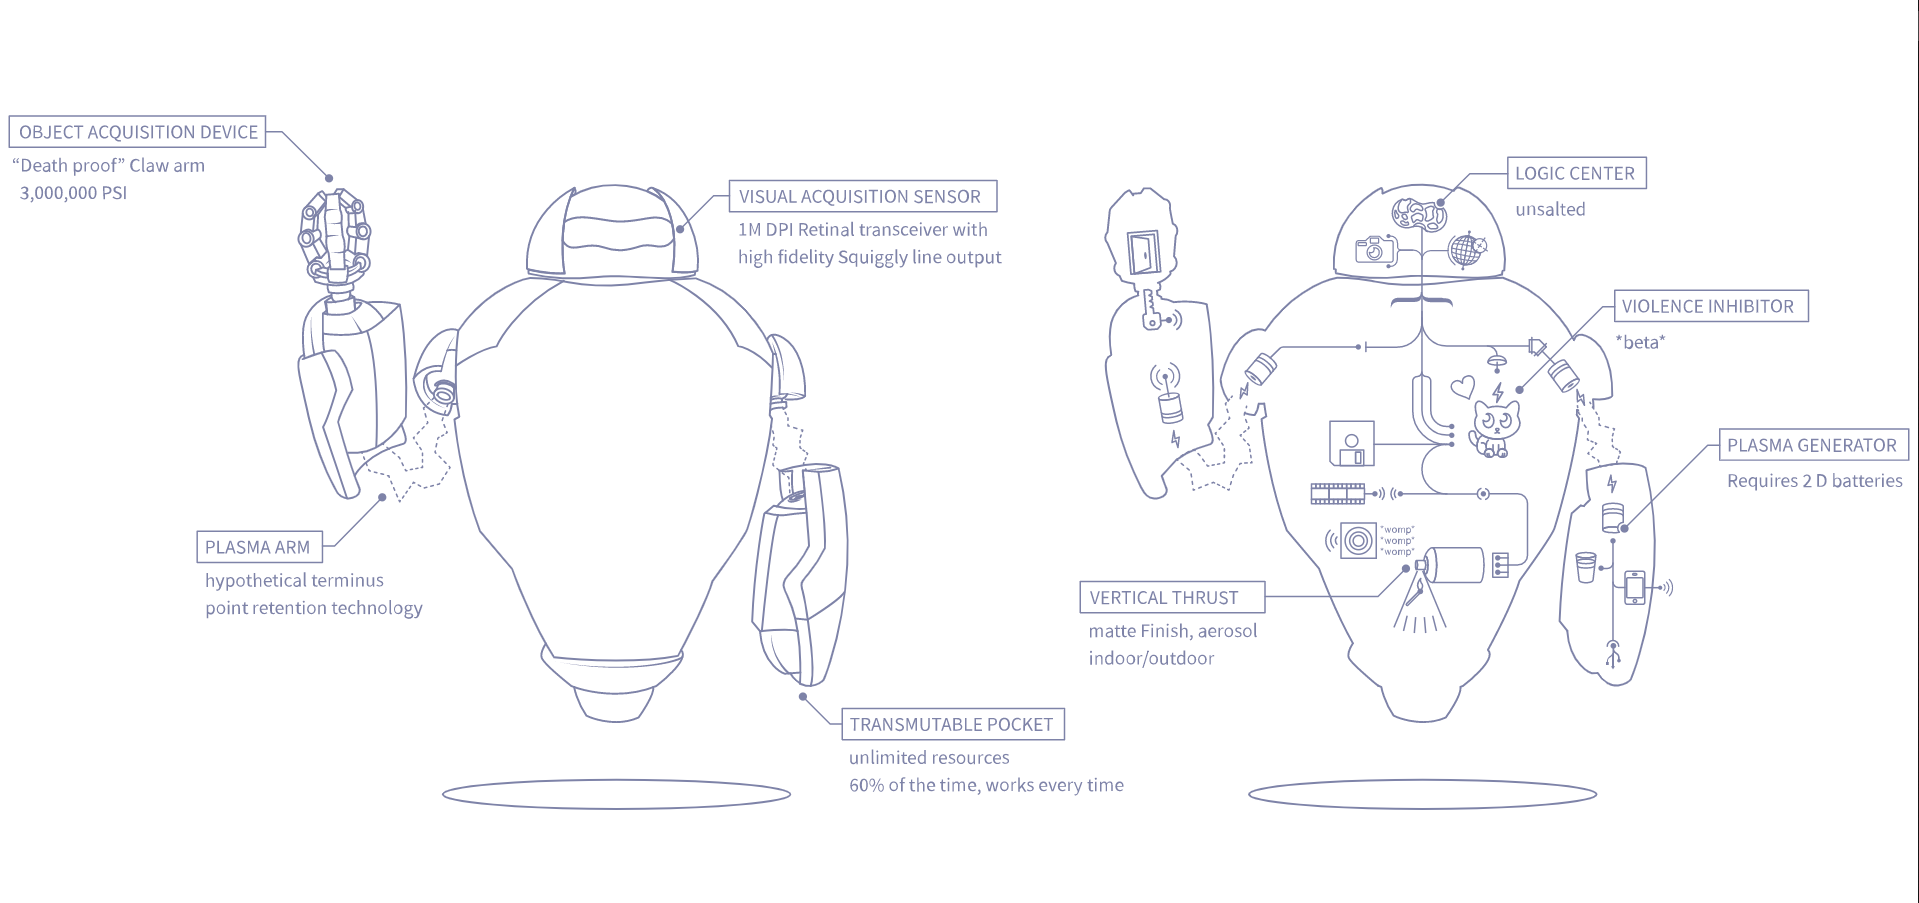 OBJECT ACQUISITION DEVICE
“Death proof” Claw arm
3,000,000 PSI
VISUAL ACQUISITION SENSOR
1M DPI Retinal transceiver with
high fidelity Squiggly line output
PLASMA ARM
hypothetical terminus
point retention technology
TRANSMUTABLE POCKET
unlimited resources
60% of the time, works every time
LOGIC CENTER
unsalted
VIOLENCE INHIBITOR
*beta*
PLASMA GENERATOR
Requires 2 D batteries
*womp*
*womp*
*womp*
VERTICAL THRUST
matte Finish, aerosol
indoor/outdoor